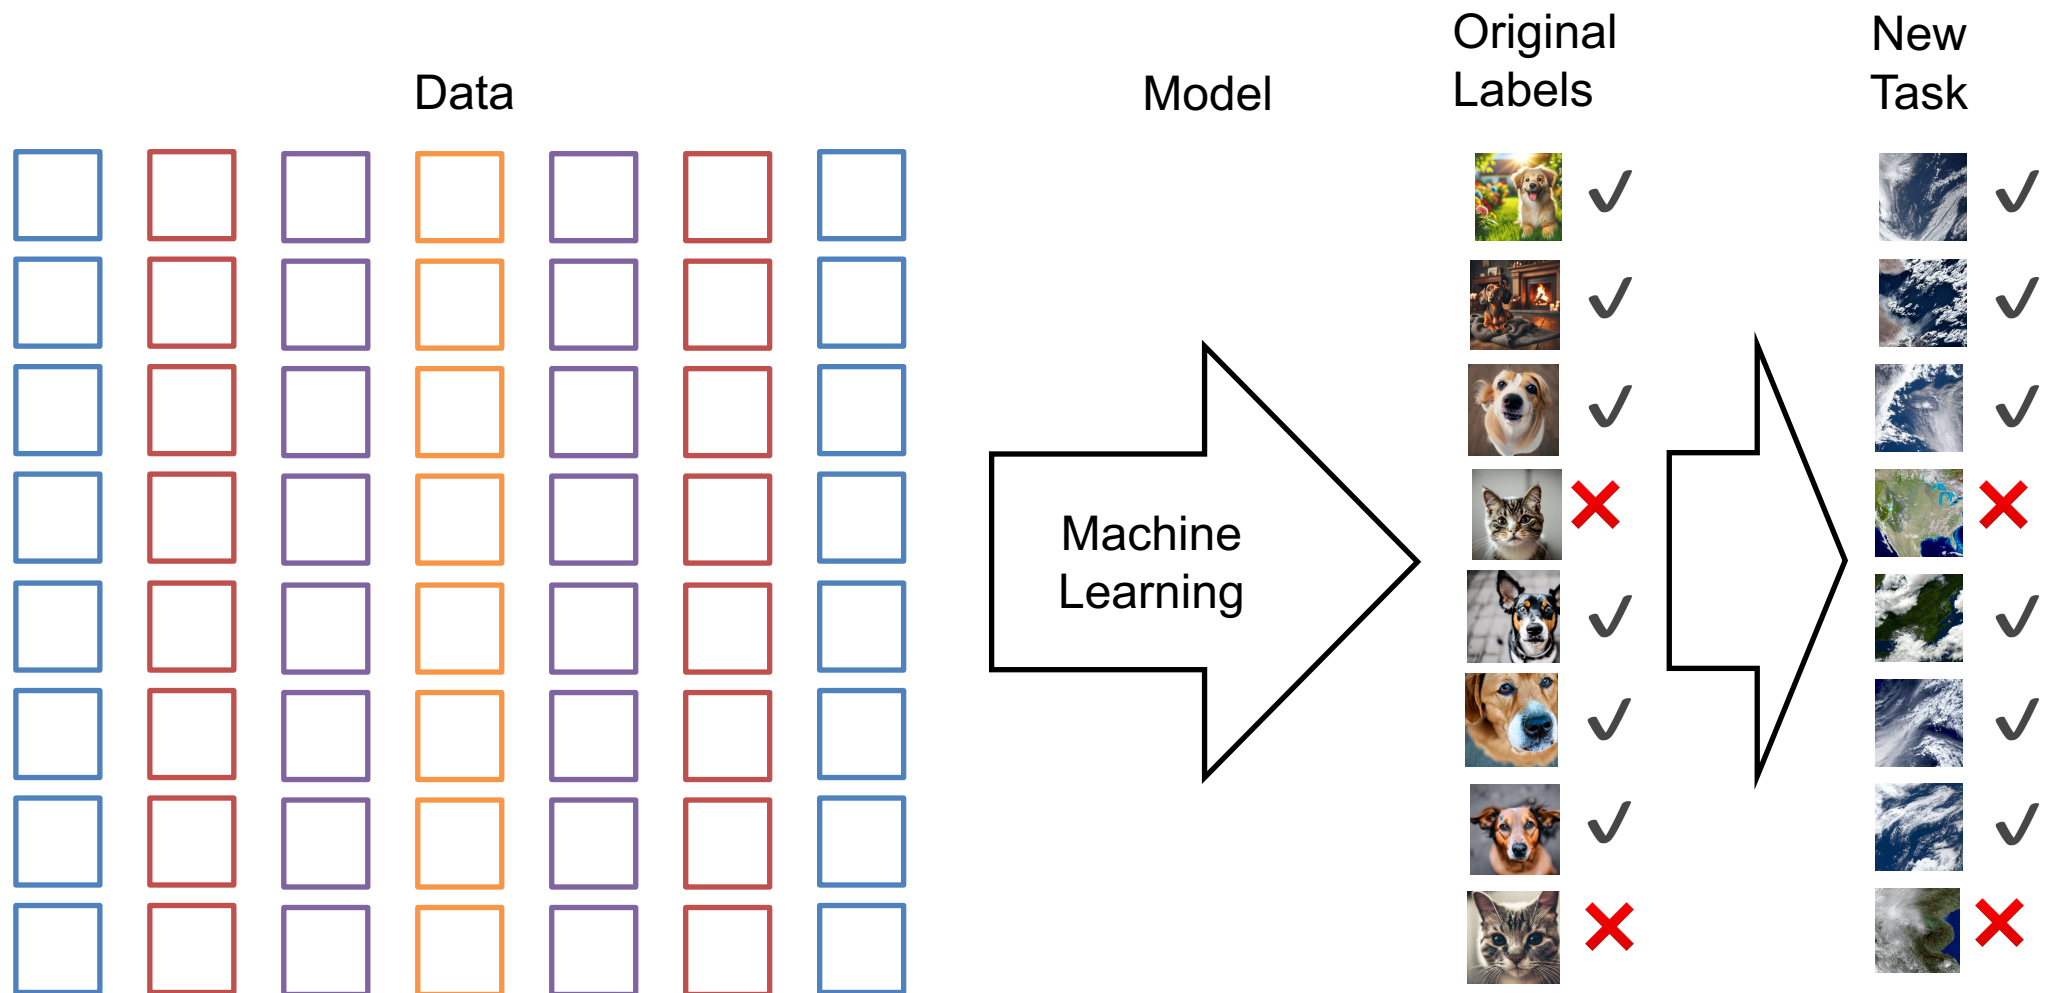 Data
Model
Original
Labels
New
Task
Machine
Learning